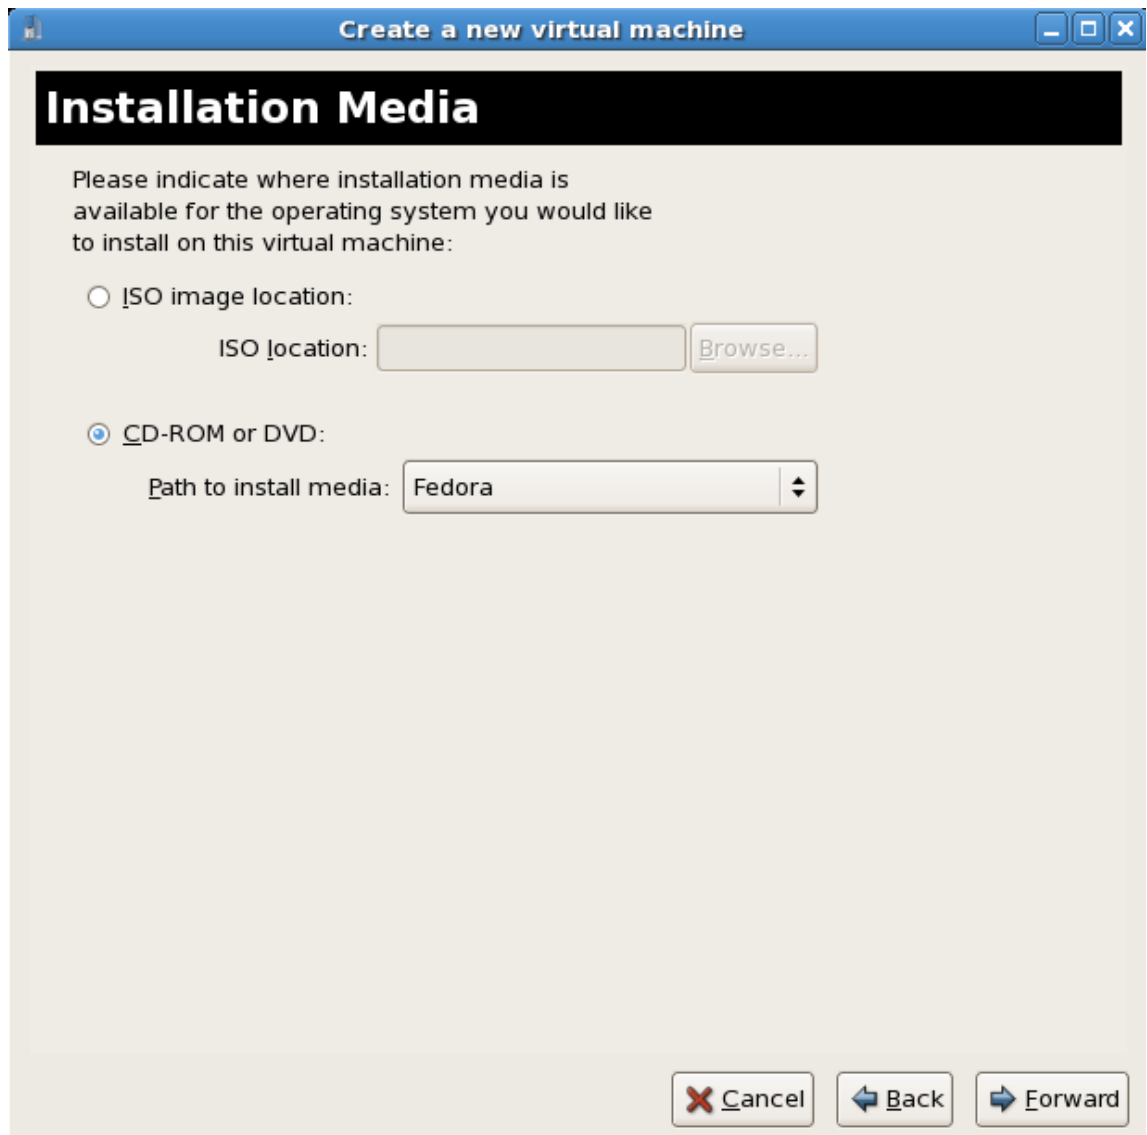 Create a new virtual machine
Installation Media
Please indicate where installation media is
available for the operating system you would like
to install on this virtual machine:
ISO image location:
ISO location: Browse...
CD-ROM or DVD:
Path to install media: Fedora
Cancel Back Forward